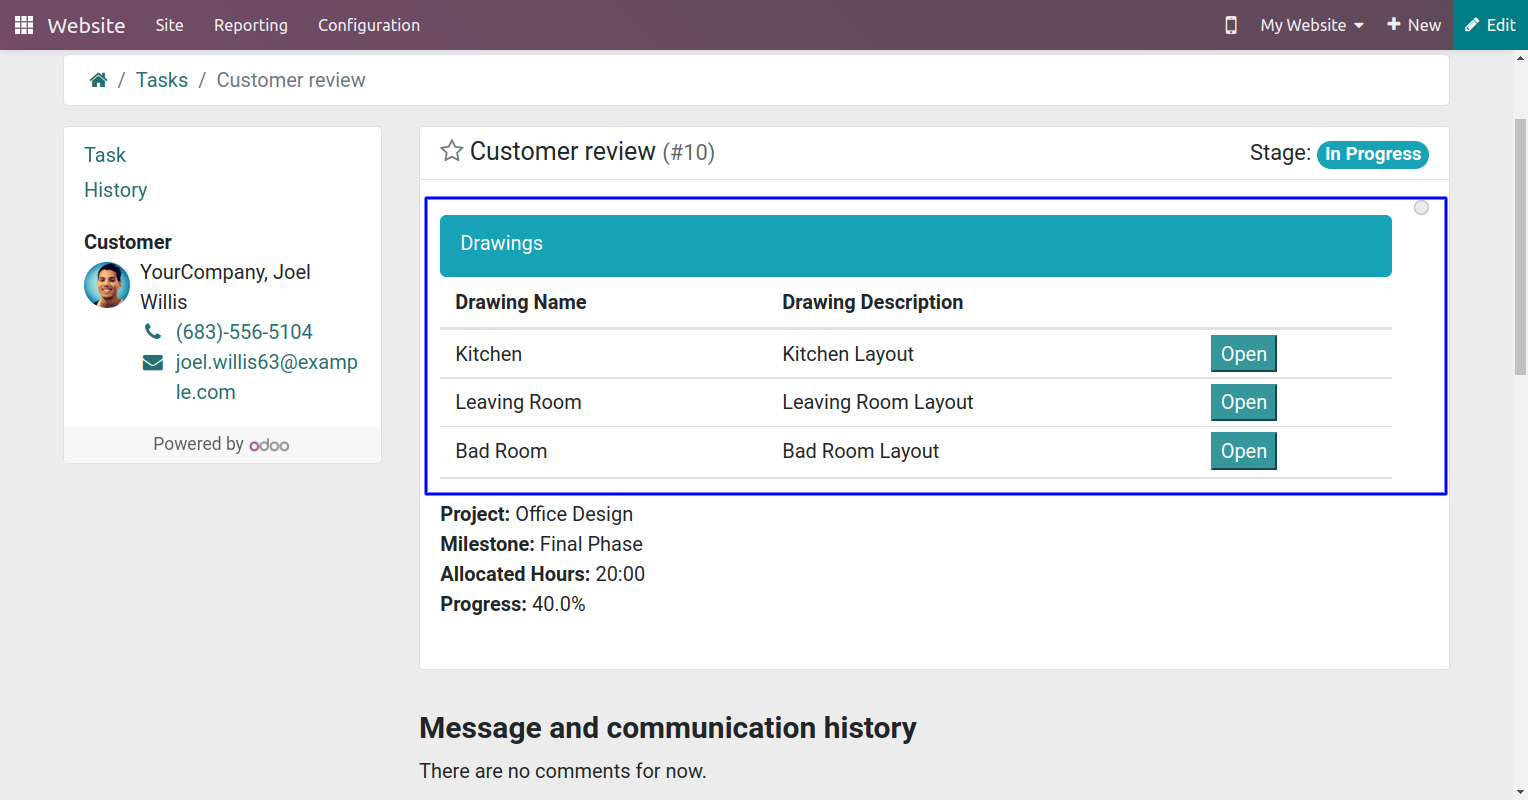 Website Site Reporting Configuration My Website New Edit
/ Tasks / Customer review
Task
History
Customer
YourCompany, Joel
Willis
(683)-556-5104
joel.willis63@examp
le.com
Powered by odoo
Customer review (#10) Stage: In Progress
Drawings
Drawing Name Drawing Description
Kitchen Kitchen Layout Open
Leaving Room Leaving Room Layout Open
Bad Room Bad Room Layout Open
Project: Office Design
Milestone: Final Phase
Allocated Hours: 20:00
Progress: 40.0%
Message and communication history
There are no comments for now.